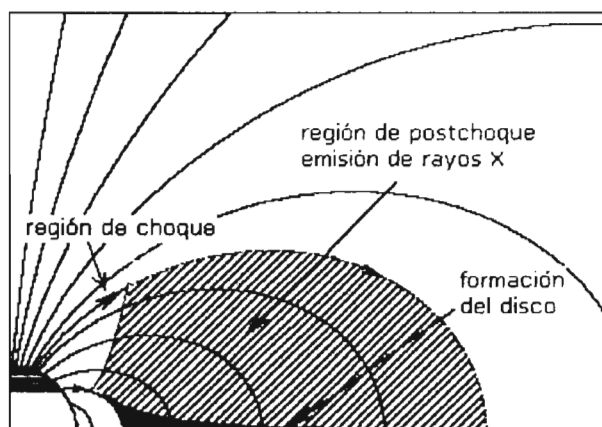 región de postchoque
emisión de rayos X
región de choque
formación
del disco